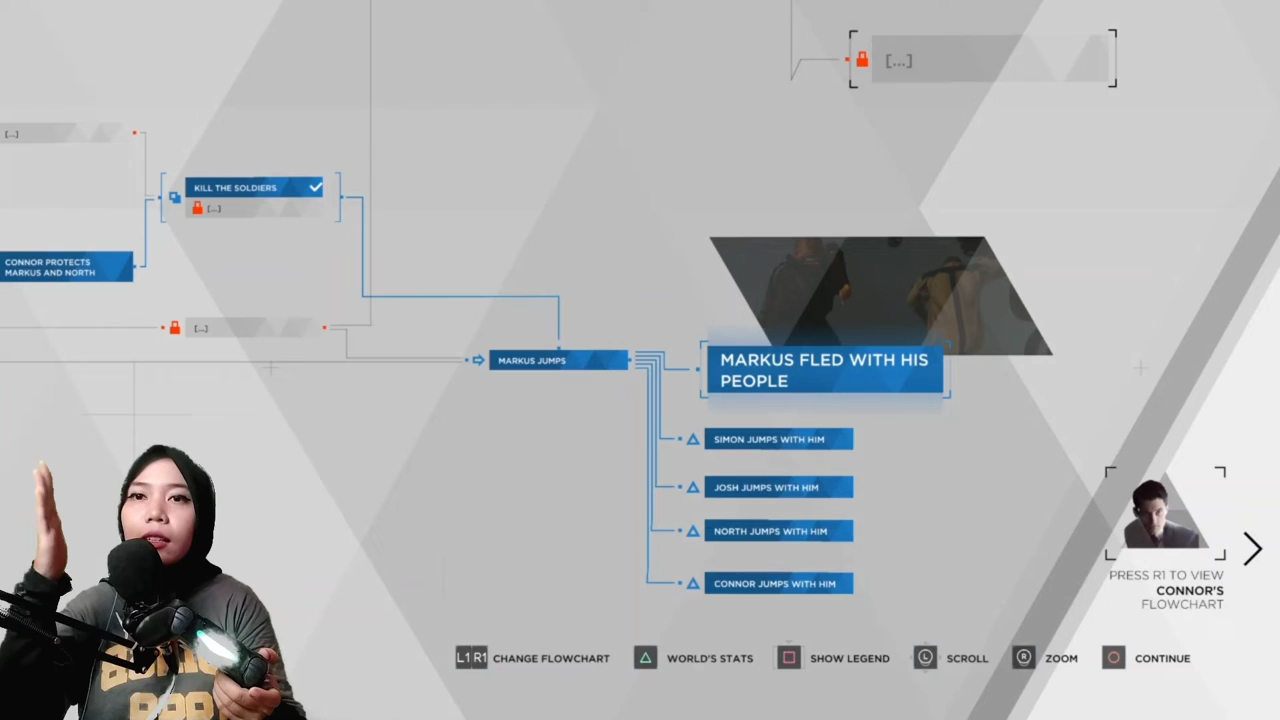 [...]
[...]
KILL THE SOLDIERS
[...]
CONNOR PROTECTS
MARKUS AND NORTH
[...]
MARKUS JUMPS
MARKUS FLED WITH HIS
PEOPLE
SIMON JUMPS WITH HIM
JOSH JUMPS WITH HIM
NORTH JUMPS WITH HIM
CONNOR JUMPS WITH HIM
PRESS R1 TO VIEW
CONNOR'S
FLOWCHART
L1 R1 CHANGE FLOWCHART
WORLD'S STATS
SHOW LEGEND
L SCROLL
R ZOOM
CONTINUE